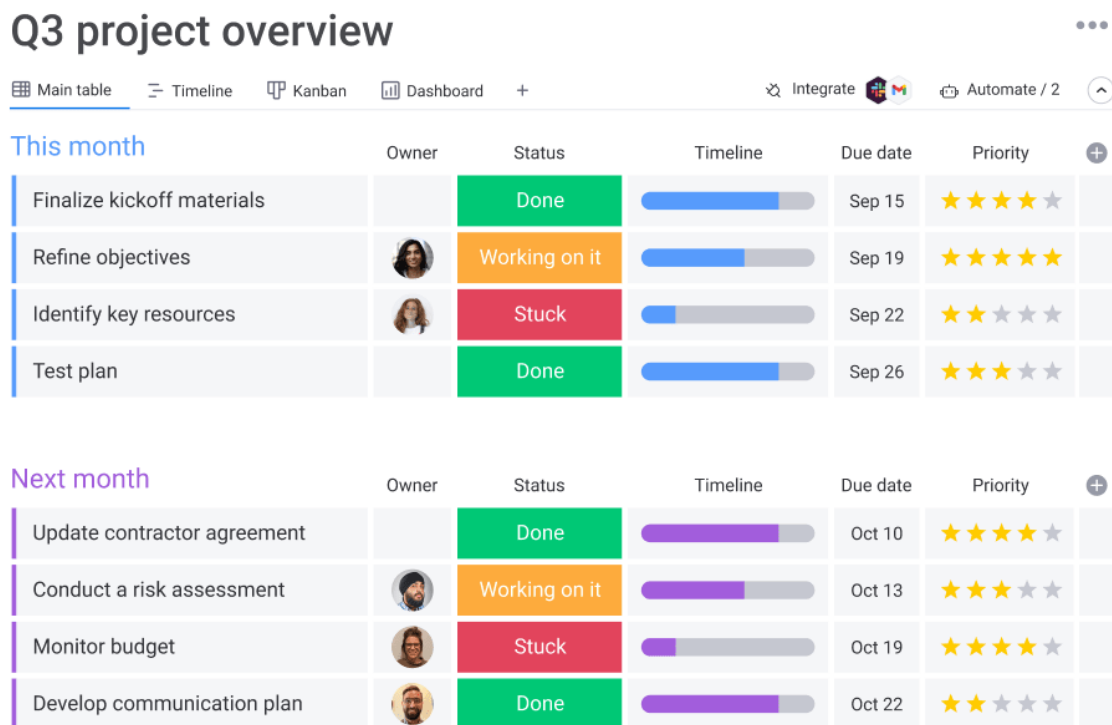 Q3 project overview
Main table Timeline Kanban Dashboard + Integrate Automate / 2
This month Owner Status Timeline Due date Priority
Finalize kickoff materials Done Sep 15
Refine objectives Working on it Sep 19
Identify key resources Stuck Sep 22
Test plan Done Sep 26
Next month Owner Status Timeline Due date Priority
Update contractor agreement Done Oct 10
Conduct a risk assessment Working on it Oct 13
Monitor budget Stuck Oct 19
Develop communication plan Done Oct 22